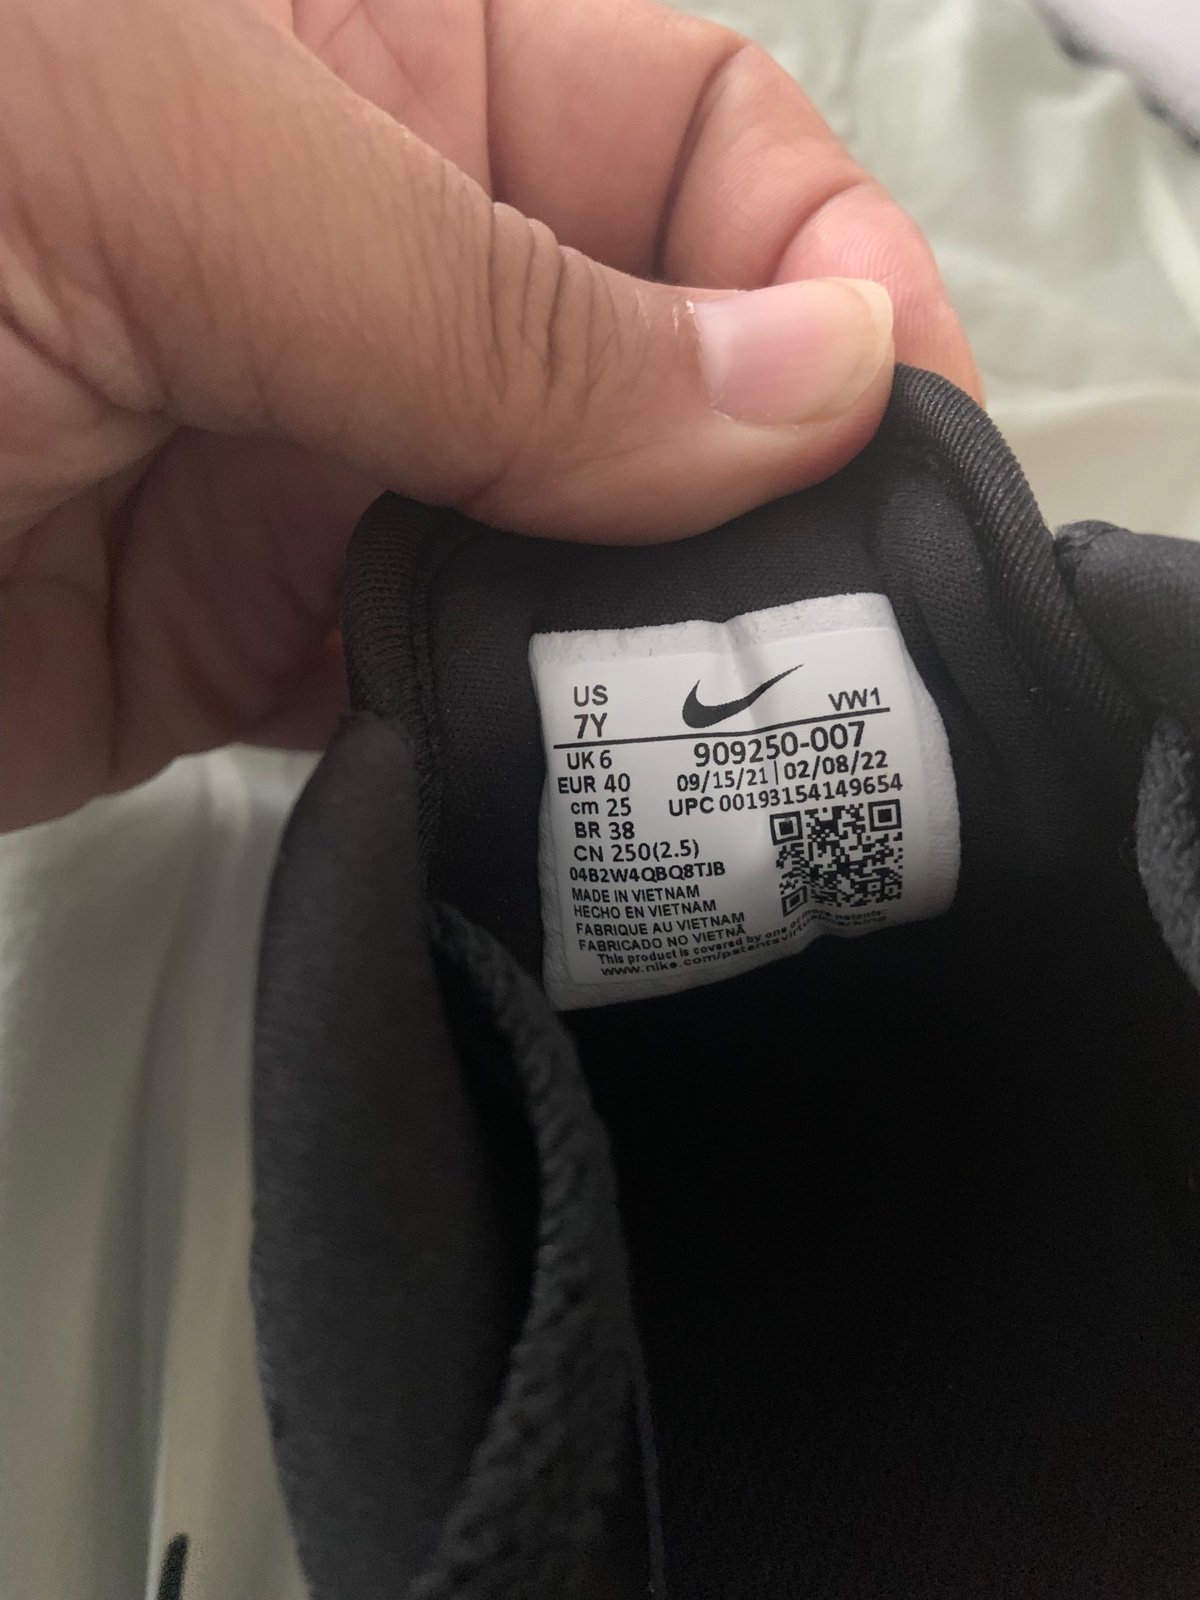 US
7Y
VW1
UK 6
909250-007
EUR 40
09/15/21 | 02/08/22
cm 25
UPC 00193154149654
BR 38
CN 250(2.5)
04B2W4QBQ8TJB
MADE IN VIETNAM
HECHO EN VIETNAM
FABRIQUE AU VIETNAM
FABRICADO NO VIETNÃ
This product is covered by one or more patents:
www.nike.com/patentsvirtualmarking